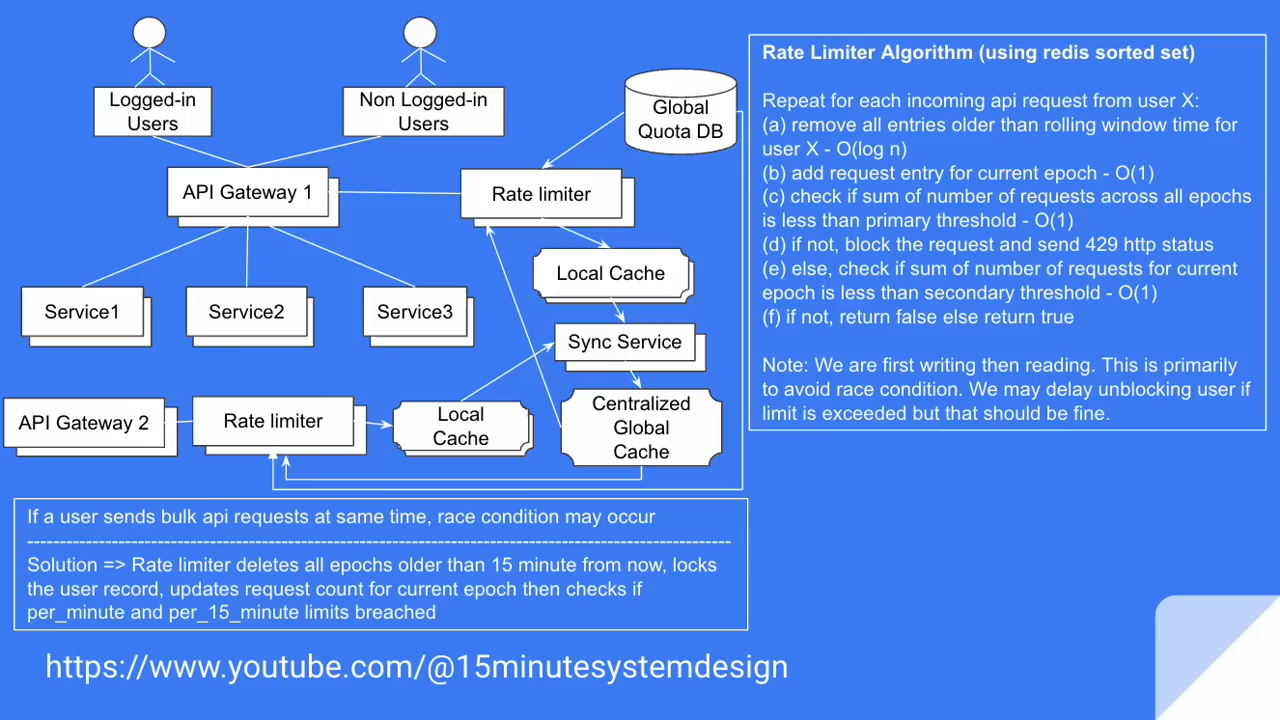 Logged-in
Users
Non Logged-in
Users
Global
Quota DB
API Gateway 1
Rate limiter
Local Cache
Service1
Service2
Service3
Sync Service
API Gateway 2
Rate limiter
Local
Cache
Centralized
Global
Cache
Rate Limiter Algorithm (using redis sorted set)
Repeat for each incoming api request from user X:
(a) remove all entries older than rolling window time for
user X - O(log n)
(b) add request entry for current epoch - O(1)
(c) check if sum of number of requests across all epochs
is less than primary threshold - O(1)
(d) if not, block the request and send 429 http status
(e) else, check if sum of number of requests for current
epoch is less than secondary threshold - O(1)
(f) if not, return false else return true
Note: We are first writing then reading. This is primarily
to avoid race condition. We may delay unblocking user if
limit is exceeded but that should be fine.
If a user sends bulk api requests at same time, race condition may occur
Solution => Rate limiter deletes all epochs older than 15 minute from now, locks
the user record, updates request count for current epoch then checks if
per_minute and per_15_minute limits breached
https://www.youtube.com/@15minutesystemdesign